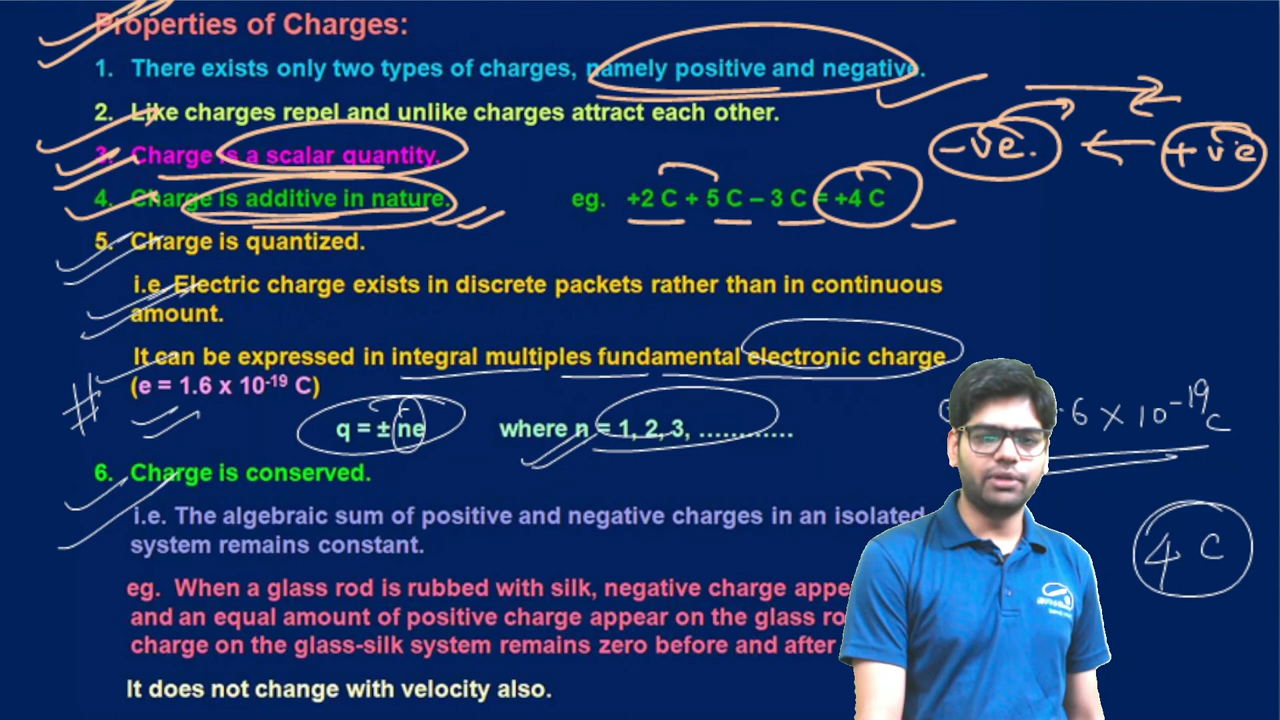 Properties of Charges:
1. There exists only two types of charges, namely positive and negative.
2. Like charges repel and unlike charges attract each other.
-ve. +ve
3. Charge is a scalar quantity.
4. Charge is additive in nature. eg. +2 C + 5 C – 3 C = +4 C
5. Charge is quantized.
i.e. Electric charge exists in discrete packets rather than in continuous
amount.
It can be expressed in integral multiples fundamental electronic charge
(e = 1.6 x 10⁻¹⁹ C)
6 x 10⁻¹⁹ C
#
q = ± ne where n = 1, 2, 3, …………
6. Charge is conserved.
i.e. The algebraic sum of positive and negative charges in an isolated
system remains constant.
4 C
eg. When a glass rod is rubbed with silk, negative charge
and an equal amount of positive charge appear on the glass
charge on the glass-silk system remains zero before and after
It does not change with velocity also.